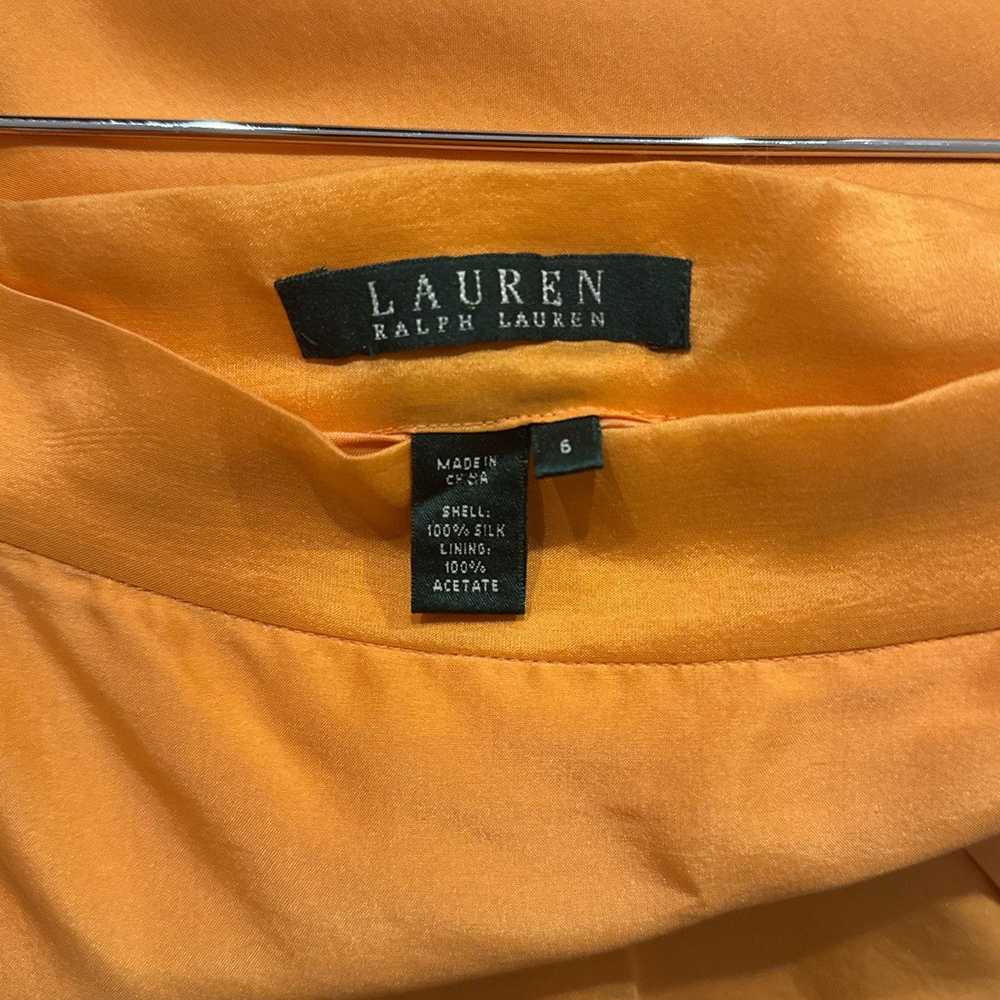 LAUREN
RALPH LAUREN
6
MADE IN
CHINA
SHELL:
100% SILK
LINING:
100%
ACETATE